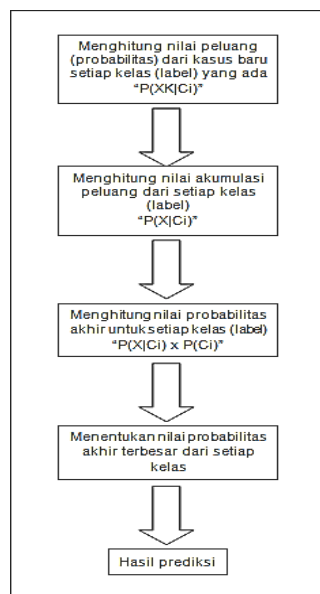 Menghitung nilai peluang
(probabilitas) dari kasus baru
setiap kelas (label) yang ada
“P(XK|Ci)”
Menghitung nilai akumulasi
peluang dari setiap kelas
(label)
“P(X|Ci)”
Menghitung nilai probabilitas
akhir untuk setiap kelas (label)
“P(X|Ci) x P(Ci)”
Menentukan nilai probabilitas
akhir terbesar dari setiap
kelas
Hasil prediksi